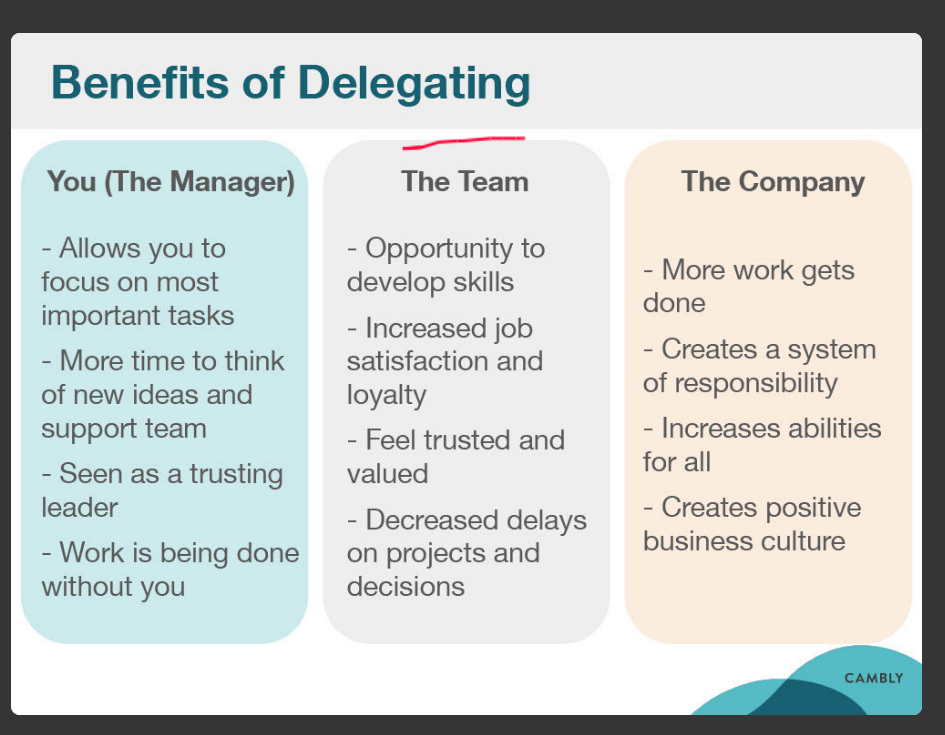 Benefits of Delegating
You (The Manager)
- Allows you to
focus on most
important tasks
- More time to think
of new ideas and
support team
- Seen as a trusting
leader
- Work is being done
without you
The Team
- Opportunity to
develop skills
- Increased job
satisfaction and
loyalty
- Feel trusted and
valued
- Decreased delays
on projects and
decisions
The Company
- More work gets
done
- Creates a system
of responsibility
- Increases abilities
for all
- Creates positive
business culture
CAMBLY